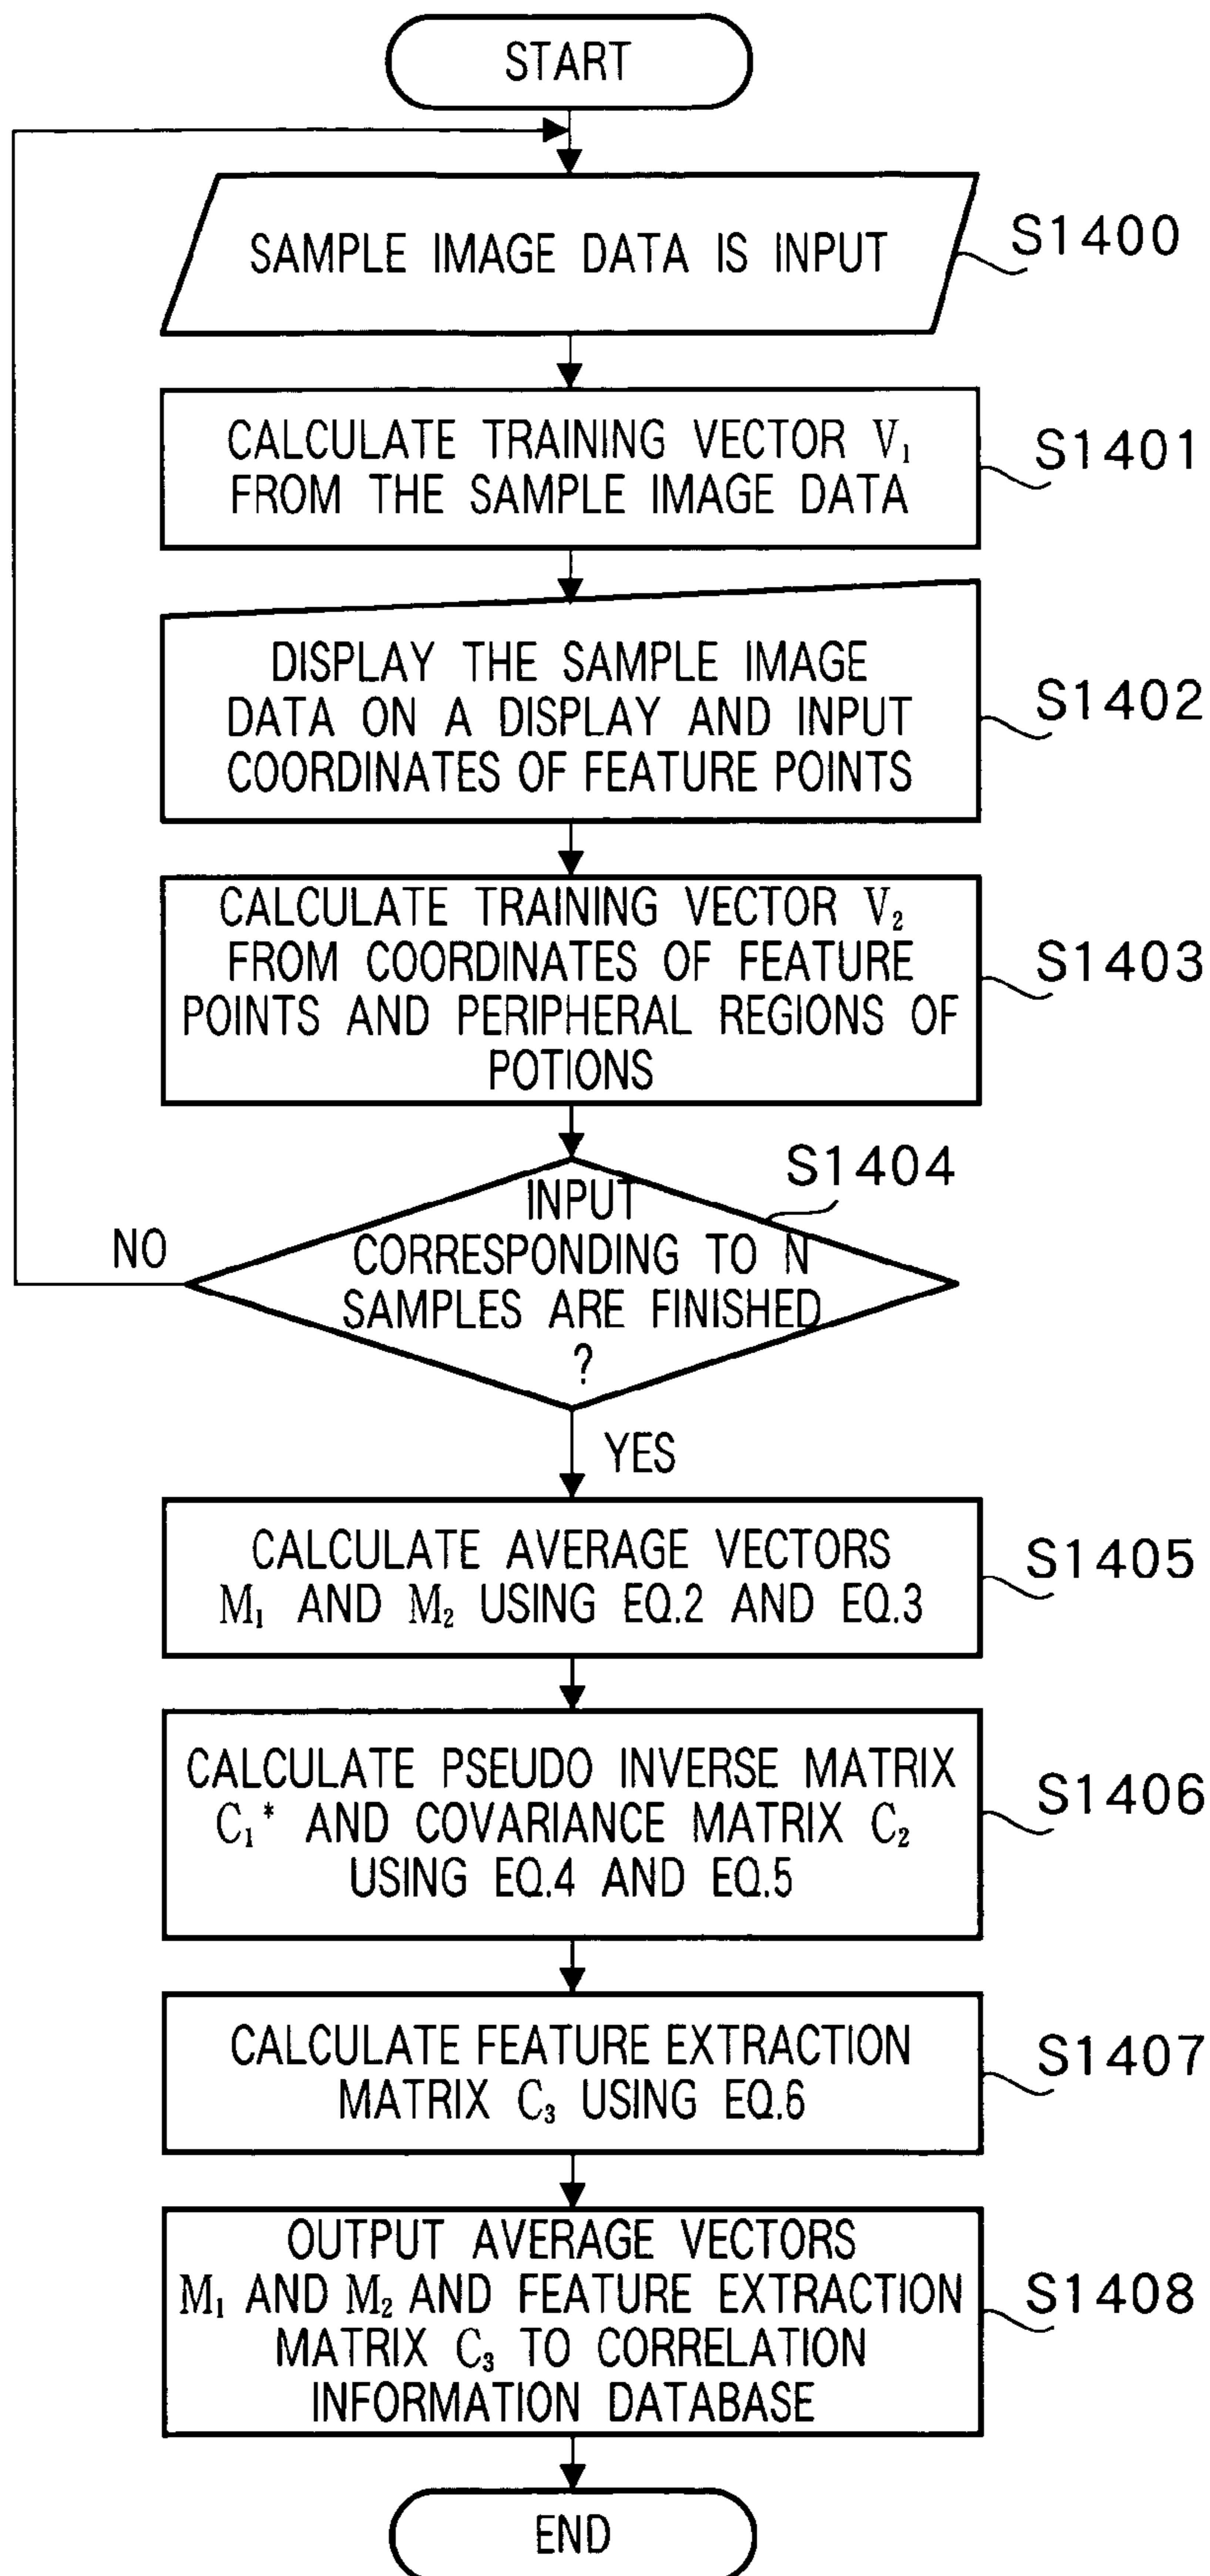 START
SAMPLE IMAGE DATA IS INPUT
S1400
CALCULATE TRAINING VECTOR V₁
FROM THE SAMPLE IMAGE DATA
S1401
DISPLAY THE SAMPLE IMAGE
DATA ON A DISPLAY AND INPUT
COORDINATES OF FEATURE POINTS
S1402
CALCULATE TRAINING VECTOR V₂
FROM COORDINATES OF FEATURE
POINTS AND PERIPHERAL REGIONS OF
POTIONS
S1403
S1404
INPUT
CORRESPONDING TO N
SAMPLES ARE FINISHED
?
NO
YES
CALCULATE AVERAGE VECTORS
M₁ AND M₂ USING EQ.2 AND EQ.3
S1405
CALCULATE PSEUDO INVERSE MATRIX
C₁* AND COVARIANCE MATRIX C₂
USING EQ.4 AND EQ.5
S1406
CALCULATE FEATURE EXTRACTION
MATRIX C₃ USING EQ.6
S1407
OUTPUT AVERAGE VECTORS
M₁ AND M₂ AND FEATURE EXTRACTION
MATRIX C₃ TO CORRELATION
INFORMATION DATABASE
S1408
END